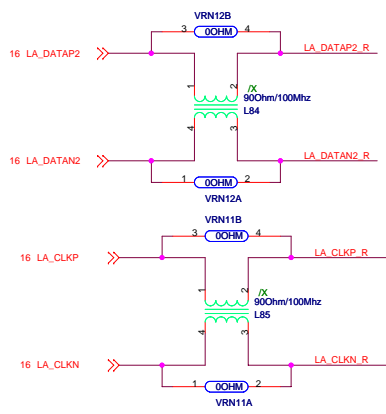 VRN12B
3 0OHM 4
16 LA_DATAP2 LA_DATAP2_R
1 2
/X
90Ohm/100Mhz
L84
4 3
16 LA_DATAN2 LA_DATAN2_R
1 0OHM 2
VRN12A
VRN11B
3 0OHM 4
16 LA_CLKP LA_CLKP_R
1 2
/X
90Ohm/100Mhz
L85
4 3
16 LA_CLKN LA_CLKN_R
1 0OHM 2
VRN11A